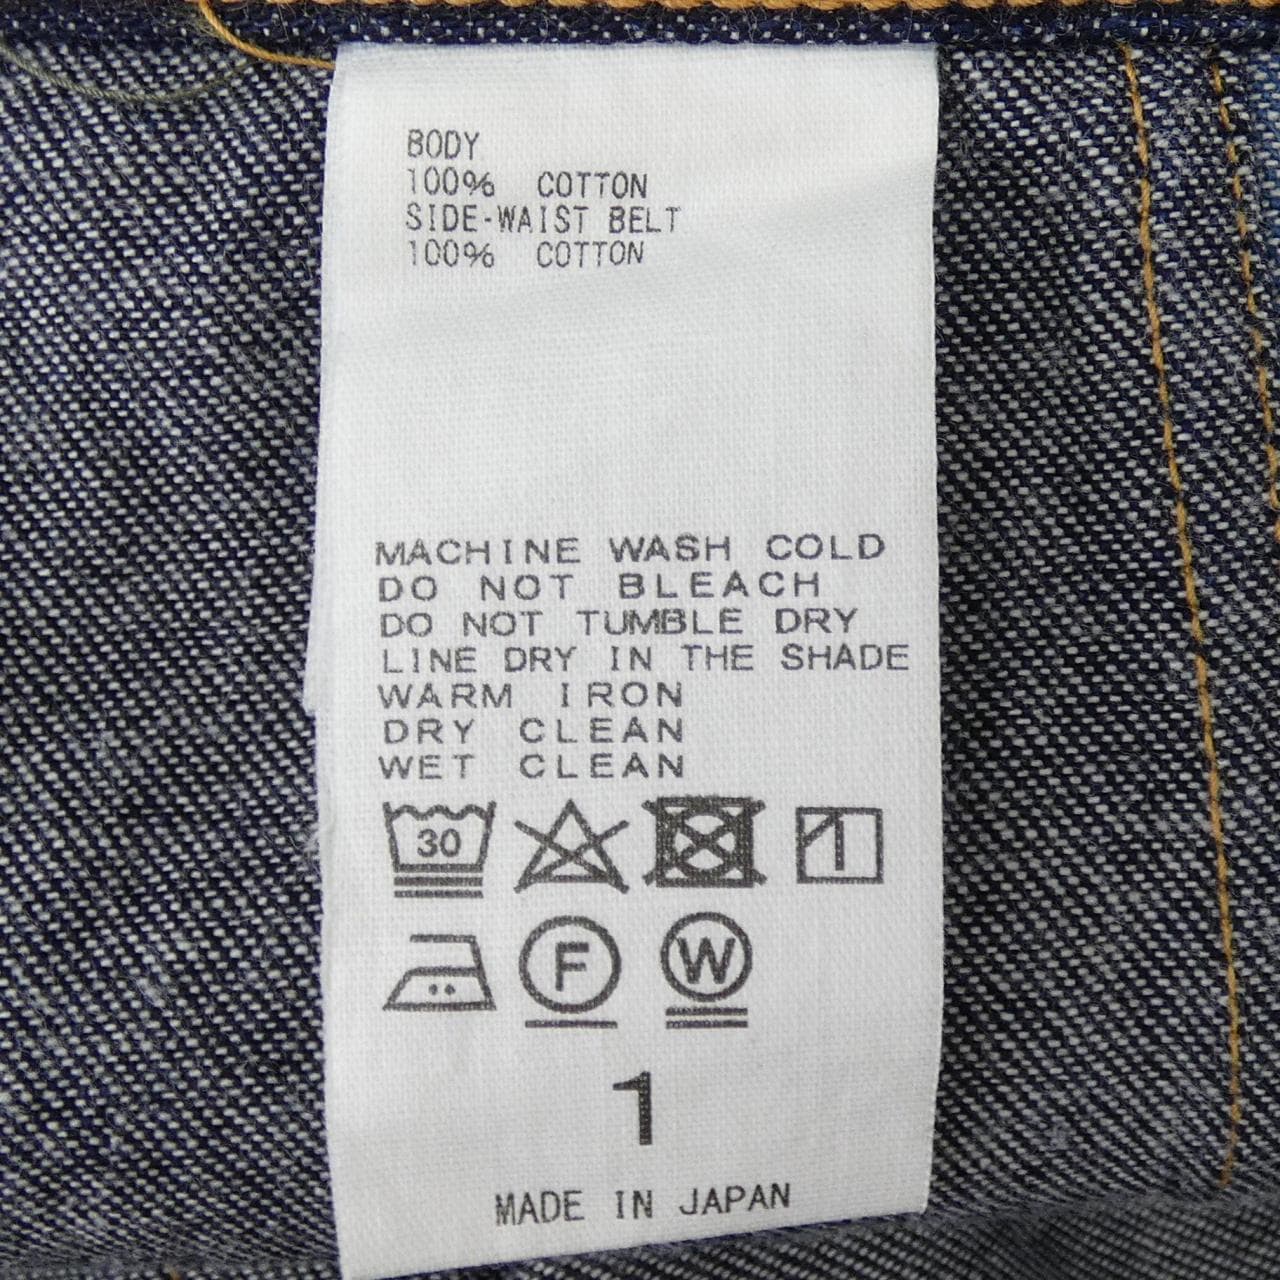 BODY
100% COTTON
SIDE-WAIST BELT
100% COTTON
MACHINE WASH COLD
DO NOT BLEACH
DO NOT TUMBLE DRY
LINE DRY IN THE SHADE
WARM IRON
DRY CLEAN
WET CLEAN
30
F W
1
MADE IN JAPAN